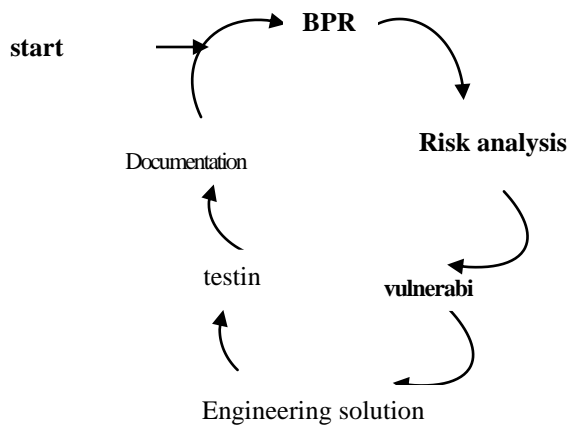 BPR
start
Risk analysis
Documentation
testin
vulnerabi
Engineering solution